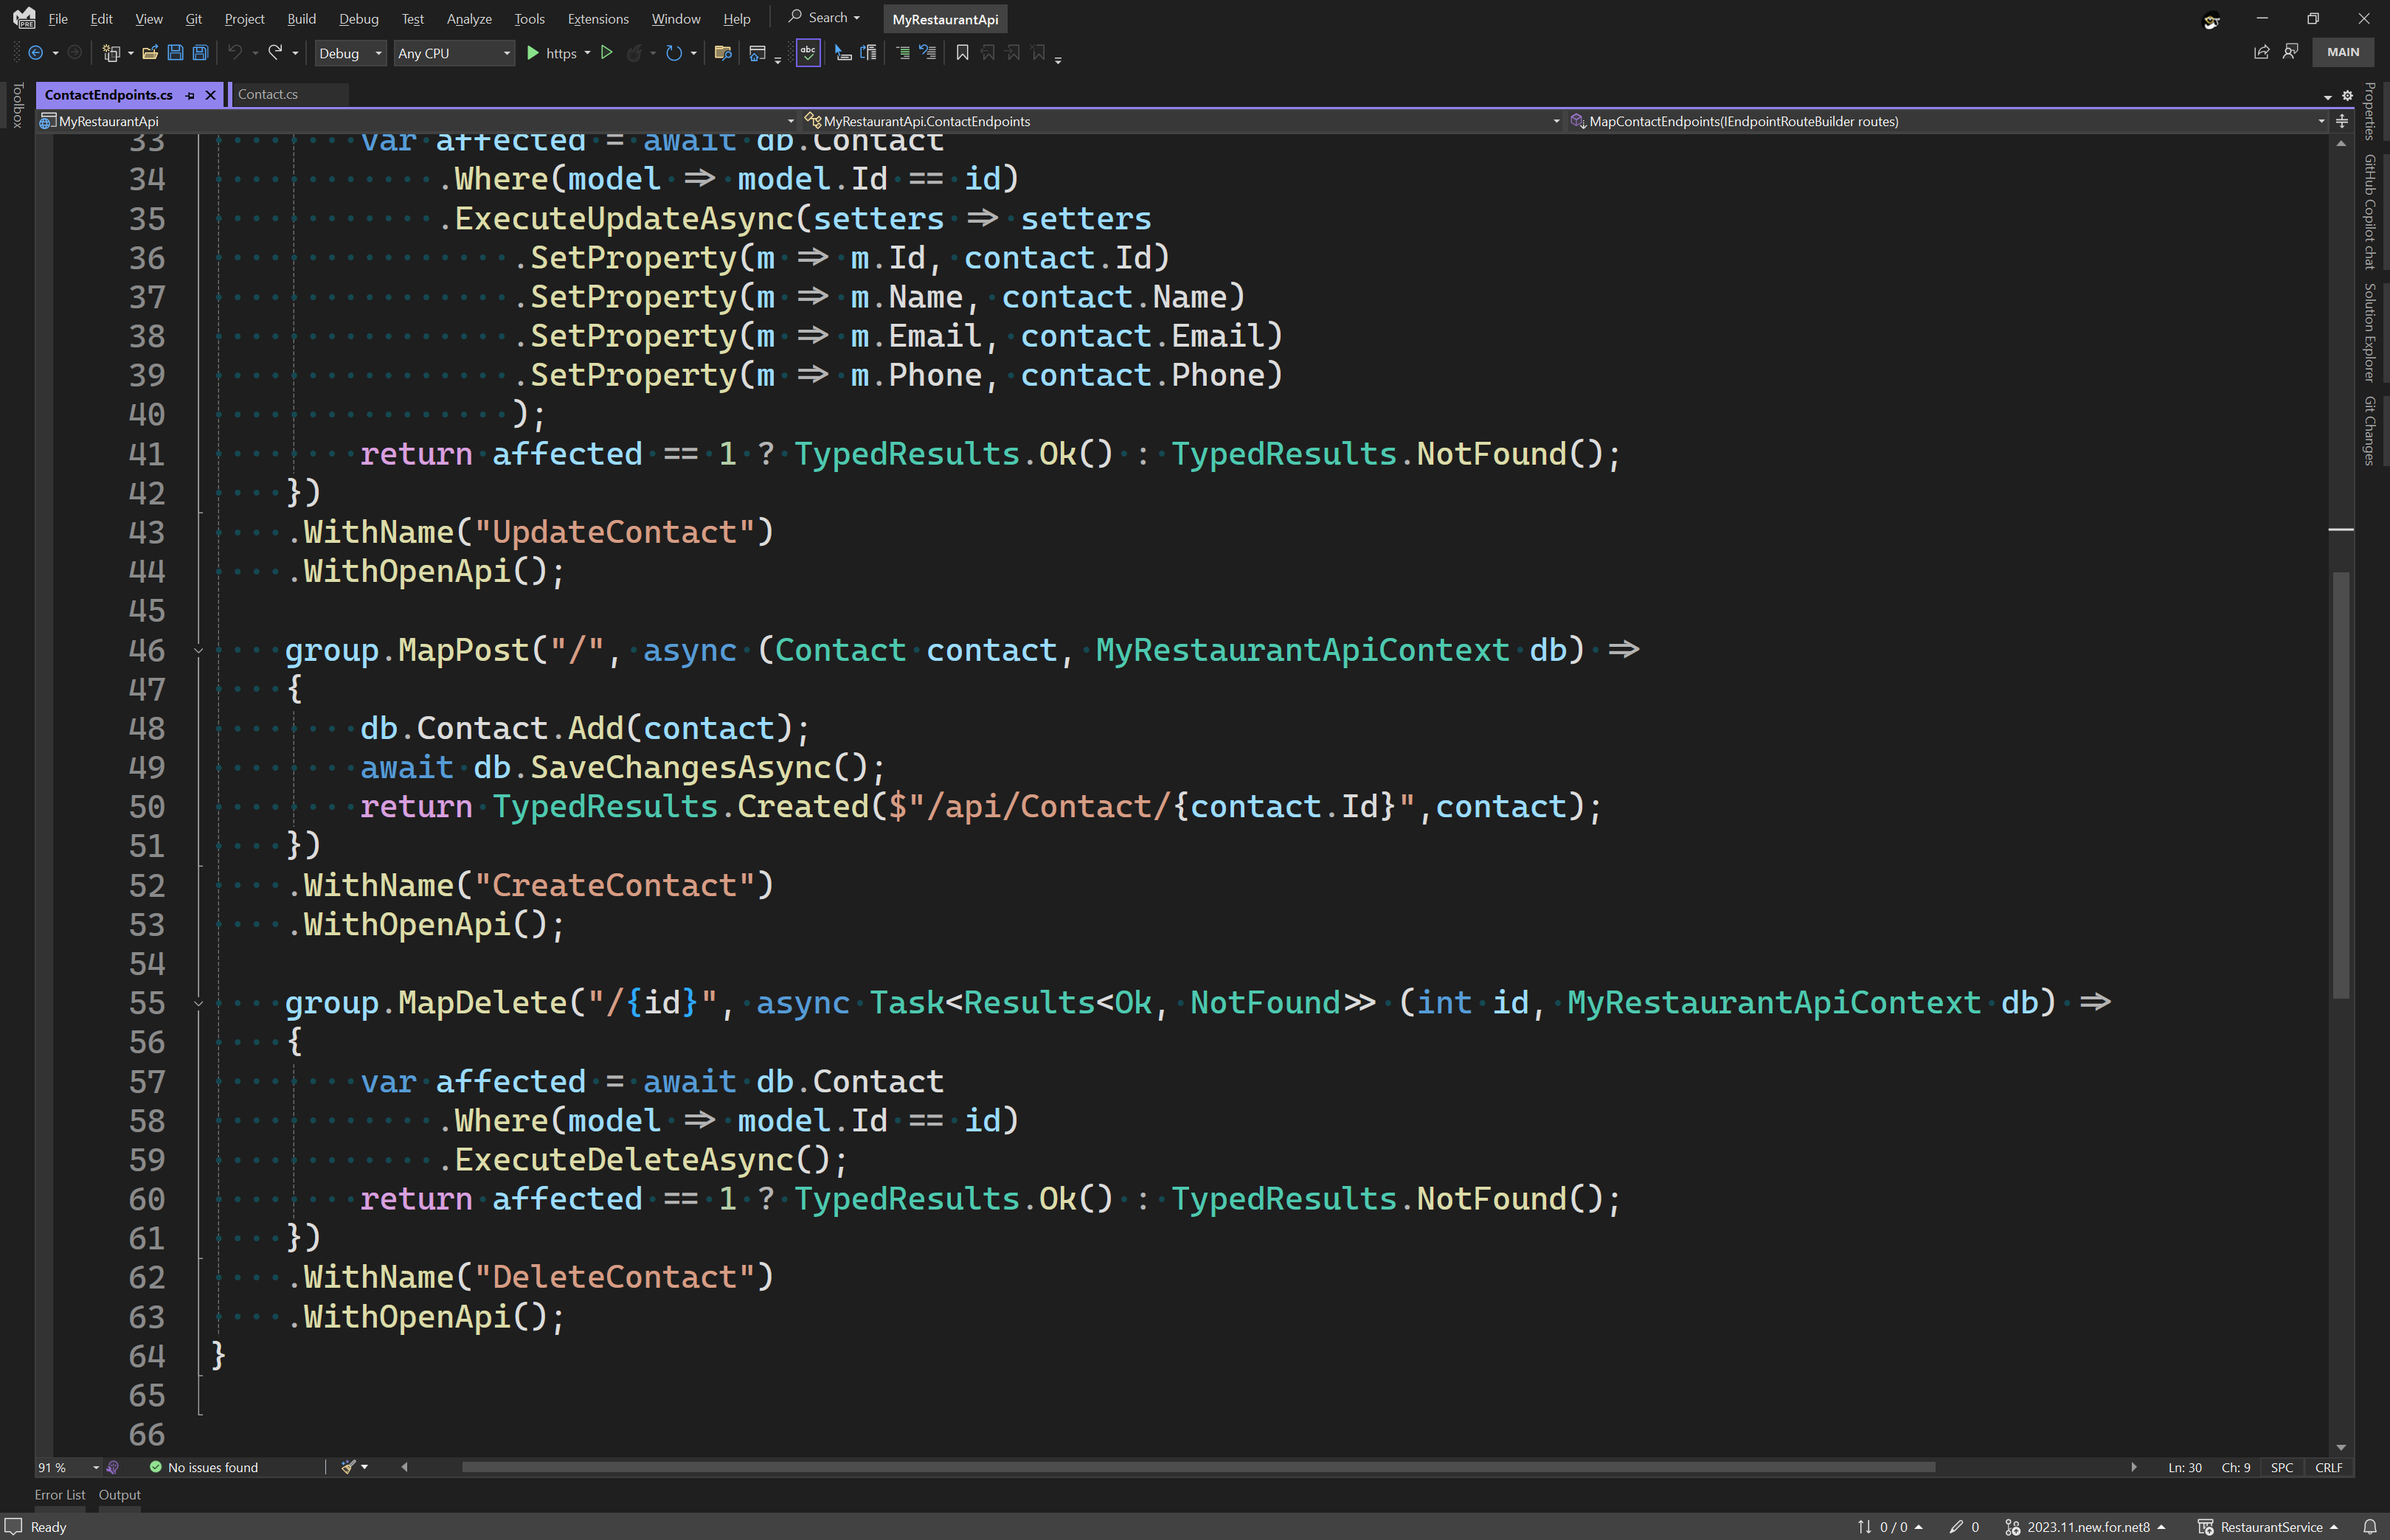 File Edit View Git Project Build Debug Test Analyze Tools Extensions Window Help Search MyRestaurantApi
PRE
Debug Any CPU https abc MAIN
Toolbox
ContactEndpoints.cs Contact.cs
MyRestaurantApi MyRestaurantApi.ContactEndpoints MapContactEndpoints(IEndpointRouteBuilder routes)
33 var affected = await db.Contact
34 .Where(model => model.Id == id)
35 .ExecuteUpdateAsync(setters => setters
36 .SetProperty(m => m.Id, contact.Id)
37 .SetProperty(m => m.Name, contact.Name)
38 .SetProperty(m => m.Email, contact.Email)
39 .SetProperty(m => m.Phone, contact.Phone)
40 );
41 return affected == 1 ? TypedResults.Ok() : TypedResults.NotFound();
42 })
43 .WithName("UpdateContact")
44 .WithOpenApi();
45
46 group.MapPost("/", async (Contact contact, MyRestaurantApiContext db) =>
47 {
48 db.Contact.Add(contact);
49 await db.SaveChangesAsync();
50 return TypedResults.Created($"/api/Contact/{contact.Id}",contact);
51 })
52 .WithName("CreateContact")
53 .WithOpenApi();
54
55 group.MapDelete("/{id}", async Task<Results<Ok, NotFound>> (int id, MyRestaurantApiContext db) =>
56 {
57 var affected = await db.Contact
58 .Where(model => model.Id == id)
59 .ExecuteDeleteAsync();
60 return affected == 1 ? TypedResults.Ok() : TypedResults.NotFound();
61 })
62 .WithName("DeleteContact")
63 .WithOpenApi();
64 }
65
66
Properties
GitHub Copilot chat
Solution Explorer
Git Changes
91 % No issues found Ln: 30 Ch: 9 SPC CRLF
Error List Output
Ready 0 / 0 0 2023.11.new.for.net8 RestaurantService